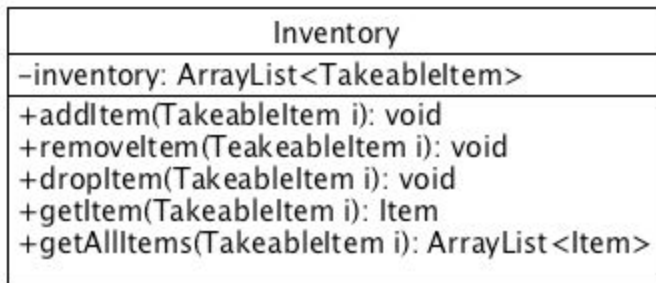 Inventory
-inventory: ArrayList<TakeableItem>
+addItem(TakeableItem i): void
+removeItem(TeakeableItem i): void
+dropItem(TakeableItem i): void
+getItem(TakeableItem i): Item
+getAllItems(TakeableItem i): ArrayList<Item>